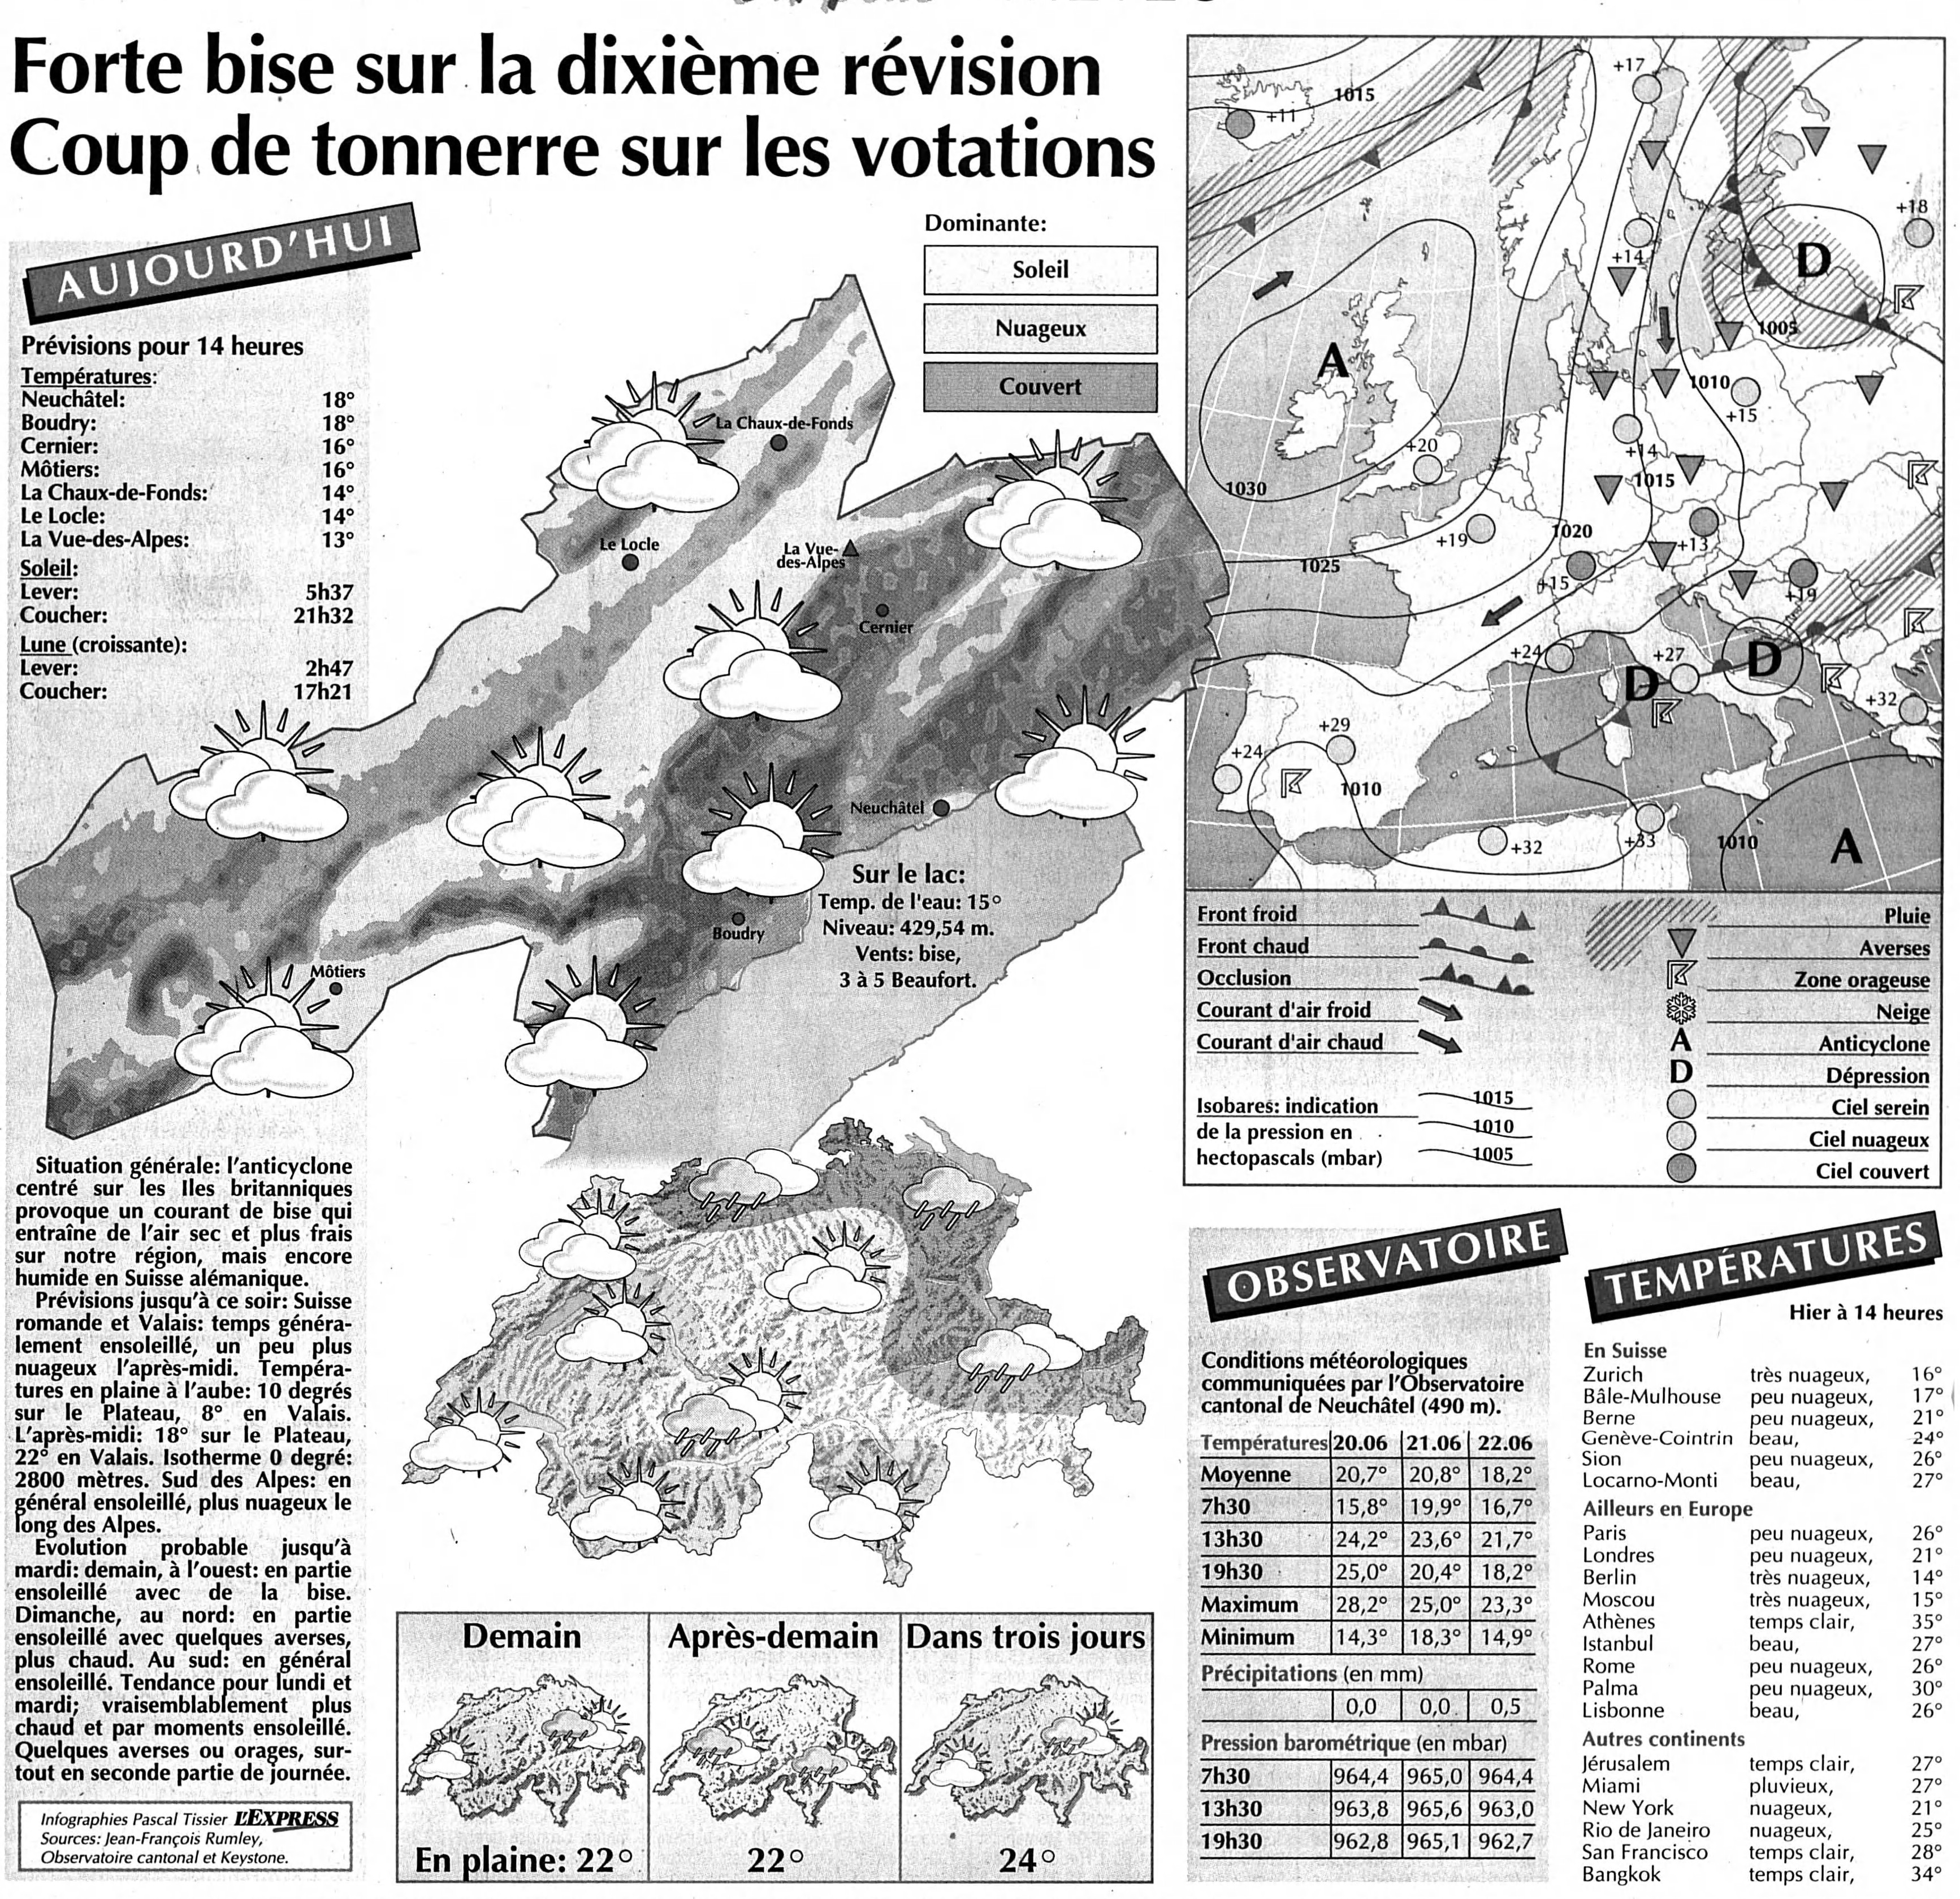 Forte bise sur la dixième révision
Coup de tonnerre sur les votations
AUJOURD'HUI
Prévisions pour 14 heures
Températures:
Neuchâtel: 18°
Boudry: 18°
Cernier: 16°
Môtiers: 16°
La Chaux-de-Fonds: 14°
Le Locle: 14°
La Vue-des-Alpes: 13°
Soleil:
Lever: 5h37
Coucher: 21h32
Lune (croissante):
Lever: 2h47
Coucher: 17h21
Dominante:
Soleil
Nuageux
Couvert
La Chaux-de-Fonds
Le Locle
La Vue-
des-Alpes
Cernier
Neuchâtel
Boudry
Môtiers
Sur le lac:
Temp. de l'eau: 15°
Niveau: 429,54 m.
Vents: bise,
3 à 5 Beaufort.
Situation générale: l'anticyclone
centré sur les Iles britanniques
provoque un courant de bise qui
entraîne de l'air sec et plus frais
sur notre région, mais encore
humide en Suisse alémanique.
Prévisions jusqu'à ce soir: Suisse
romande et Valais: temps généra-
lement ensoleillé, un peu plus
nuageux l'après-midi. Tempéra-
tures en plaine à l'aube: 10 degrés
sur le Plateau, 8° en Valais.
L'après-midi: 18° sur le Plateau,
22° en Valais. Isotherme 0 degré:
2800 mètres. Sud des Alpes: en
général ensoleillé, plus nuageux le
long des Alpes.
Evolution probable jusqu'à
mardi: demain, à l'ouest: en partie
ensoleillé avec de la bise.
Dimanche, au nord: en partie
ensoleillé avec quelques averses,
plus chaud. Au sud: en général
ensoleillé. Tendance pour lundi et
mardi; vraisemblablement plus
chaud et par moments ensoleillé.
Quelques averses ou orages, sur-
tout en seconde partie de journée.
Infographies Pascal Tissier L'EXPRESS
Sources: Jean-François Rumley,
Observatoire cantonal et Keystone.
Demain
En plaine: 22°
Après-demain
22°
Dans trois jours
24°
+17
1015
+11
+18
+14
D
1005
A
1010
+15
+20
+14
1015
1030
1020
+19
+13
1025
+15
+19
+24
+27
D
D
+32
+29
+24
1010
+32
+33
1010
A
Front froid
Front chaud
Occlusion
Courant d'air froid
Courant d'air chaud
Isobares: indication
de la pression en
hectopascals (mbar)
1015
1010
1005
Pluie
Averses
Zone orageuse
Neige
A Anticyclone
D Dépression
Ciel serein
Ciel nuageux
Ciel couvert
OBSERVATOIRE
Conditions météorologiques
communiquées par l'Observatoire
cantonal de Neuchâtel (490 m).
Températures 20.06 21.06 22.06
Moyenne 20,7° 20,8° 18,2°
7h30 15,8° 19,9° 16,7°
13h30 24,2° 23,6° 21,7°
19h30 25,0° 20,4° 18,2°
Maximum 28,2° 25,0° 23,3°
Minimum 14,3° 18,3° 14,9°
Précipitations (en mm)
0,0 0,0 0,5
Pression barométrique (en mbar)
7h30 964,4 965,0 964,4
13h30 963,8 965,6 963,0
19h30 962,8 965,1 962,7
TEMPÉRATURES
Hier à 14 heures
En Suisse
Zurich très nuageux, 16°
Bâle-Mulhouse peu nuageux, 17°
Berne peu nuageux, 21°
Genève-Cointrin beau, 24°
Sion peu nuageux, 26°
Locarno-Monti beau, 27°
Ailleurs en Europe
Paris peu nuageux, 26°
Londres peu nuageux, 21°
Berlin très nuageux, 14°
Moscou très nuageux, 15°
Athènes temps clair, 35°
Istanbul beau, 27°
Rome peu nuageux, 26°
Palma peu nuageux, 30°
Lisbonne beau, 26°
Autres continents
Jérusalem temps clair, 27°
Miami pluvieux, 27°
New York nuageux, 21°
Rio de Janeiro nuageux, 25°
San Francisco temps clair, 28°
Bangkok temps clair, 34°